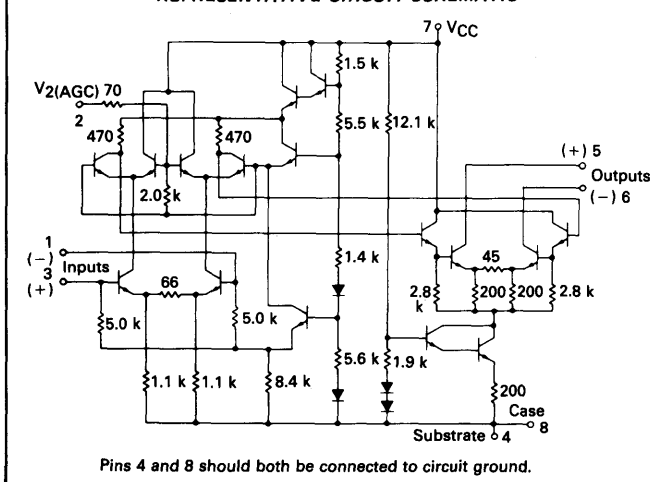 7 VCC
1.5 k
V2(AGC) 70
2
5.5 k
12.1 k
470
470
(+) 5
Outputs
(−) 6
2.0 k
1
(−)
Inputs
3
(+)
1.4 k
45
66
2.8 k
200
200
2.8 k
5.0 k
5.0 k
5.6 k
1.9 k
1.1 k
1.1 k
8.4 k
200
Case
8
Substrate 4
Pins 4 and 8 should both be connected to circuit ground.